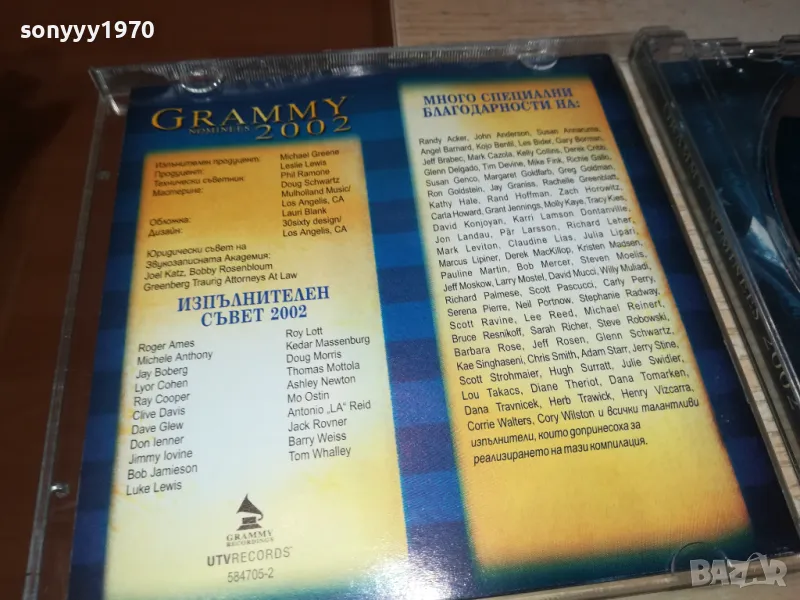 sonyyy1970
GRAMMY
NOMINEES
2002
Изпълнителен продуцент: Michael Greene
Продуцент: Leslie Lewis
Технически съветник: Phil Ramone
Мастеринг: Doug Schwartz
Mulholland Music/
Los Angelis, CA
Обложка: Lauri Blank
Дизайн: 30sixty design/
Los Angelis, CA
Юридически съвет на
Звукозаписната Академия:
Joel Katz, Bobby Rosenbloum
Greenberg Traurig Attorneys At Law
ИЗПЪЛНИТЕЛЕН
СЪВЕТ 2002
Roger Ames
Michele Anthony
Jay Boberg
Lyor Cohen
Ray Cooper
Clive Davis
Dave Glew
Don Ienner
Jimmy Iovine
Bob Jamieson
Luke Lewis
Roy Lott
Kedar Massenburg
Doug Morris
Thomas Mottola
Ashley Newton
Mo Ostin
Antonio „LA“ Reid
Jack Rovner
Barry Weiss
Tom Whalley
GRAMMY
RECORDINGS
UTVRECORDS
584705-2
МНОГО СПЕЦИАЛНИ
БЛАГОДАРНОСТИ НА:
Randy Acker, John Anderson, Susan Annarumia,
Angel Barnard, Kojo Bentil, Les Bider, Gary Borman,
Jeff Brabec, Mark Cazola, Kelly Collins, Derek Cribb,
Glenn Delgado, Tim Devine, Mike Fink, Richie Gallo,
Susan Genco, Margaret Goldfarb, Greg Goldman,
Ron Goldstein, Jay Graniss, Rachelle Greenblatt,
Kathy Hale, Rand Hoffman, Zach Horowitz,
Carla Howard, Grant Jennings, Molly Kaye, Tracy Kies,
David Konjoyan, Karri Lamson Dontanville,
Jon Landau, Pär Larsson, Richard Leher,
Mark Leviton, Claudine Lias, Julia Lipari,
Marcus Lipiner, Derek MacKillop, Kristen Madsen,
Pauline Martin, Bob Mercer, Steven Moelis,
Jeff Moskow, Larry Mostel, David Mucci, Willy Muladi,
Richard Palmese, Scott Pascucci, Carly Perry,
Serena Pierre, Neil Portnow, Stephanie Radway,
Scott Ravine, Lee Reed, Michael Reinert,
Bruce Resnikoff, Sarah Richer, Steve Robowski,
Barbara Rose, Jeff Rosen, Glenn Schwartz,
Kae Singhaseni, Chris Smith, Adam Starr, Jerry Stine,
Scott Strohmaier, Hugh Surratt, Julie Swidler,
Lou Takacs, Diane Theriot, Dana Tomarken,
Dana Travnicek, Herb Trawick, Henry Vizcarra,
Corrie Walters, Cory Wilston и всички талантливи
изпълнители, които допринесоха за
реализирането на тази компилация.
2002
BAZAR